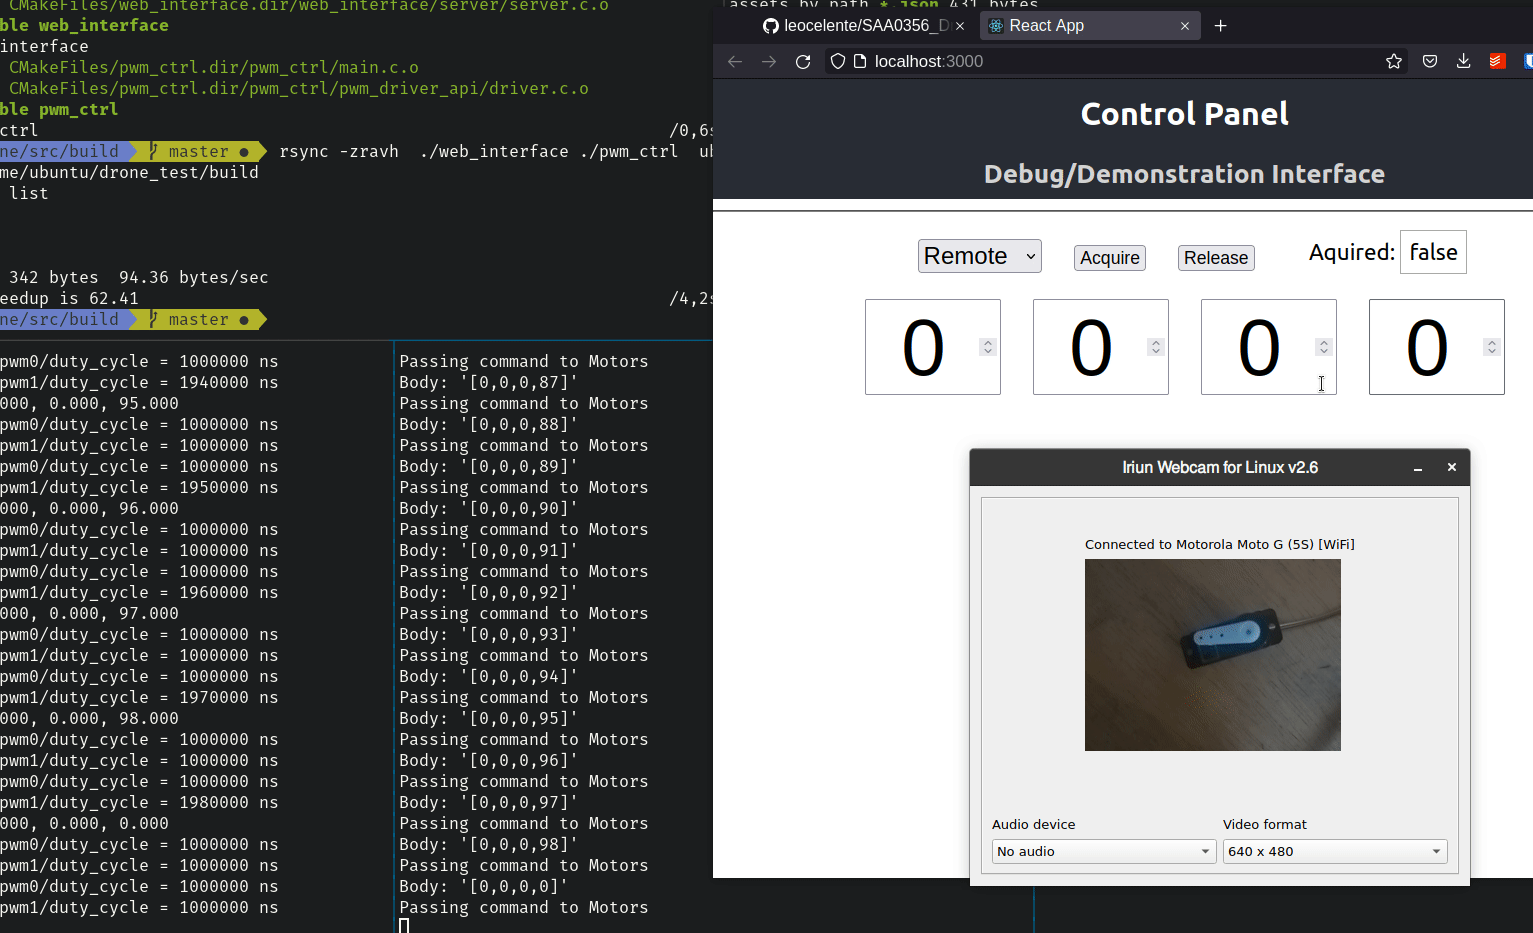 CMakeFiles/web_interface.dir/web_interface/server/server.c.o
ble web_interface
interface
CMakeFiles/pwm_ctrl.dir/pwm_ctrl/main.c.o
CMakeFiles/pwm_ctrl.dir/pwm_ctrl/pwm_driver_api/driver.c.o
ble pwm_ctrl
ctrl /0,6s
ne/src/build master ● rsync -zravh ./web_interface ./pwm_ctrl ub
me/ubuntu/drone_test/build
list
342 bytes 94.36 bytes/sec
eedup is 62.41 /4,2s
ne/src/build master ●
pwm0/duty_cycle = 1000000 ns
pwm1/duty_cycle = 1940000 ns
000, 0.000, 95.000
pwm0/duty_cycle = 1000000 ns
pwm1/duty_cycle = 1000000 ns
pwm0/duty_cycle = 1000000 ns
pwm1/duty_cycle = 1950000 ns
000, 0.000, 96.000
pwm0/duty_cycle = 1000000 ns
pwm1/duty_cycle = 1000000 ns
pwm0/duty_cycle = 1000000 ns
pwm1/duty_cycle = 1960000 ns
000, 0.000, 97.000
pwm0/duty_cycle = 1000000 ns
pwm1/duty_cycle = 1000000 ns
pwm0/duty_cycle = 1000000 ns
pwm1/duty_cycle = 1970000 ns
000, 0.000, 98.000
pwm0/duty_cycle = 1000000 ns
pwm1/duty_cycle = 1000000 ns
pwm0/duty_cycle = 1000000 ns
pwm1/duty_cycle = 1980000 ns
000, 0.000, 0.000
pwm0/duty_cycle = 1000000 ns
pwm1/duty_cycle = 1000000 ns
pwm0/duty_cycle = 1000000 ns
pwm1/duty_cycle = 1000000 ns
Passing command to Motors
Body: '[0,0,0,87]'
Passing command to Motors
Body: '[0,0,0,88]'
Passing command to Motors
Body: '[0,0,0,89]'
Passing command to Motors
Body: '[0,0,0,90]'
Passing command to Motors
Body: '[0,0,0,91]'
Passing command to Motors
Body: '[0,0,0,92]'
Passing command to Motors
Body: '[0,0,0,93]'
Passing command to Motors
Body: '[0,0,0,94]'
Passing command to Motors
Body: '[0,0,0,95]'
Passing command to Motors
Body: '[0,0,0,96]'
Passing command to Motors
Body: '[0,0,0,97]'
Passing command to Motors
Body: '[0,0,0,98]'
Passing command to Motors
Body: '[0,0,0,0]'
Passing command to Motors
assets by path *.json 431 bytes
leocelente/SAA0356_D
React App
localhost:3000
Control Panel
Debug/Demonstration Interface
Remote Acquire Release Aquired: false
0 0 0 0
Iriun Webcam for Linux v2.6
Connected to Motorola Moto G (5S) [WiFi]
Audio device Video format
No audio 640 x 480